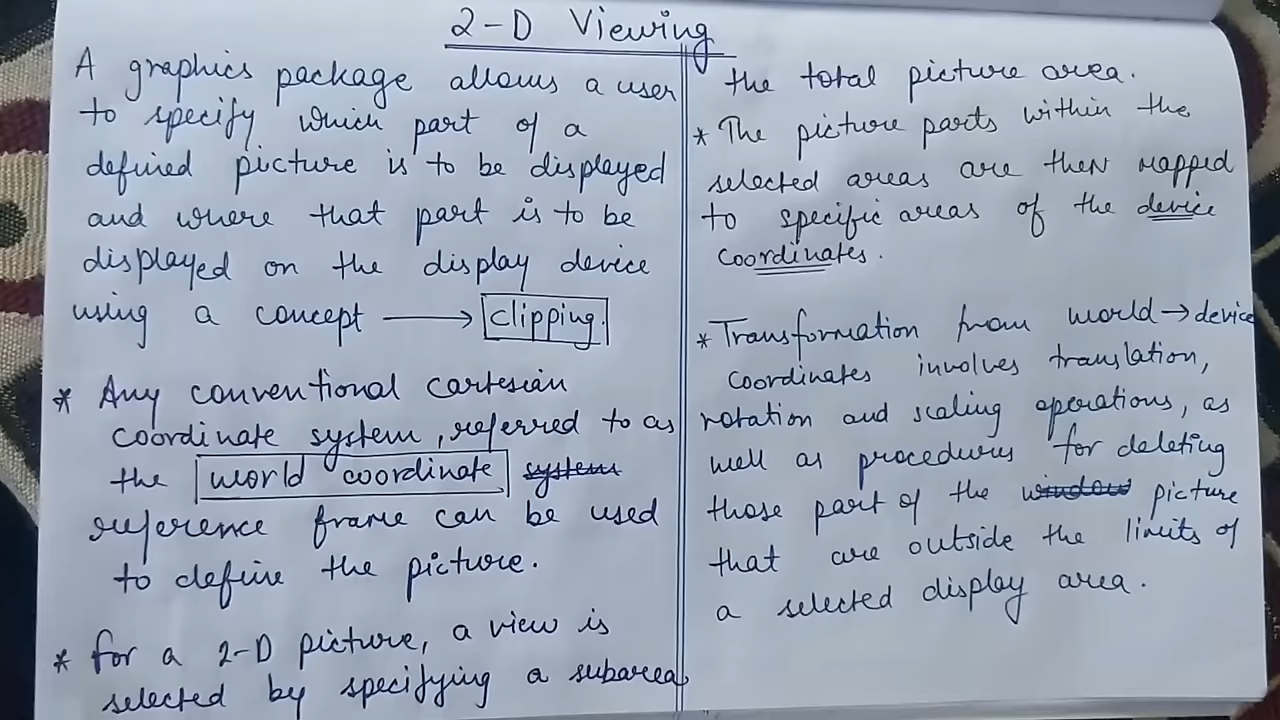 2-D Viewing
A graphics package allows a user
to specify which part of a
defined picture is to be displayed
and where that part is to be
displayed on the display device
using a concept → clipping.
* Any conventional cartesian
coordinate system, referred to as
the world coordinate system
reference frame can be used
to define the picture.
* for a 2-D picture, a view is
selected by specifying a subarea
the total picture area.
* The picture parts within the
selected areas are then mapped
to specific areas of the device
coordinates.
* Transformation from world → device
coordinates involves translation,
rotation and scaling operations, as
well as procedures for deleting
those part of the window picture
that are outside the limits of
a selected display area.